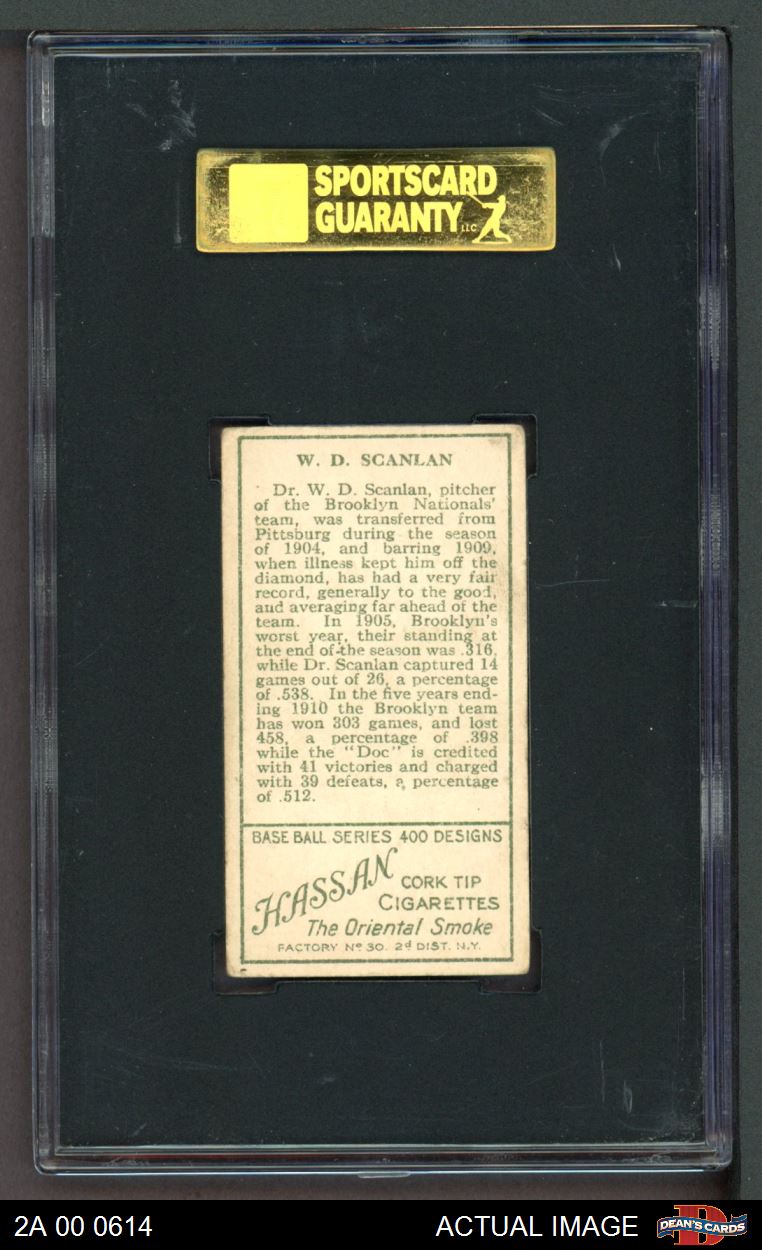 SPORTSCARD
GUARANTY LLC
W. D. SCANLAN
Dr. W. D. Scanlan, pitcher
of the Brooklyn Nationals'
team, was transferred from
Pittsburg during the season
of 1904, and barring 1909,
when illness kept him off the
diamond, has had a very fair
record, generally to the good,
and averaging far ahead of the
team. In 1905, Brooklyn's
worst year, their standing at
the end of the season was .316,
while Dr. Scanlan captured 14
games out of 26, a percentage
of .538. In the five years end-
ing 1910 the Brooklyn team
has won 303 games, and lost
458, a percentage of .398
while the "Doc" is credited
with 41 victories and charged
with 39 defeats, a percentage
of .512.
BASE BALL SERIES 400 DESIGNS
HASSAN
CORK TIP
CIGARETTES
The Oriental Smoke
FACTORY Nº 30. 2d DIST. N.Y.
2A 00 0614 ACTUAL IMAGE DEAN'S CARDS